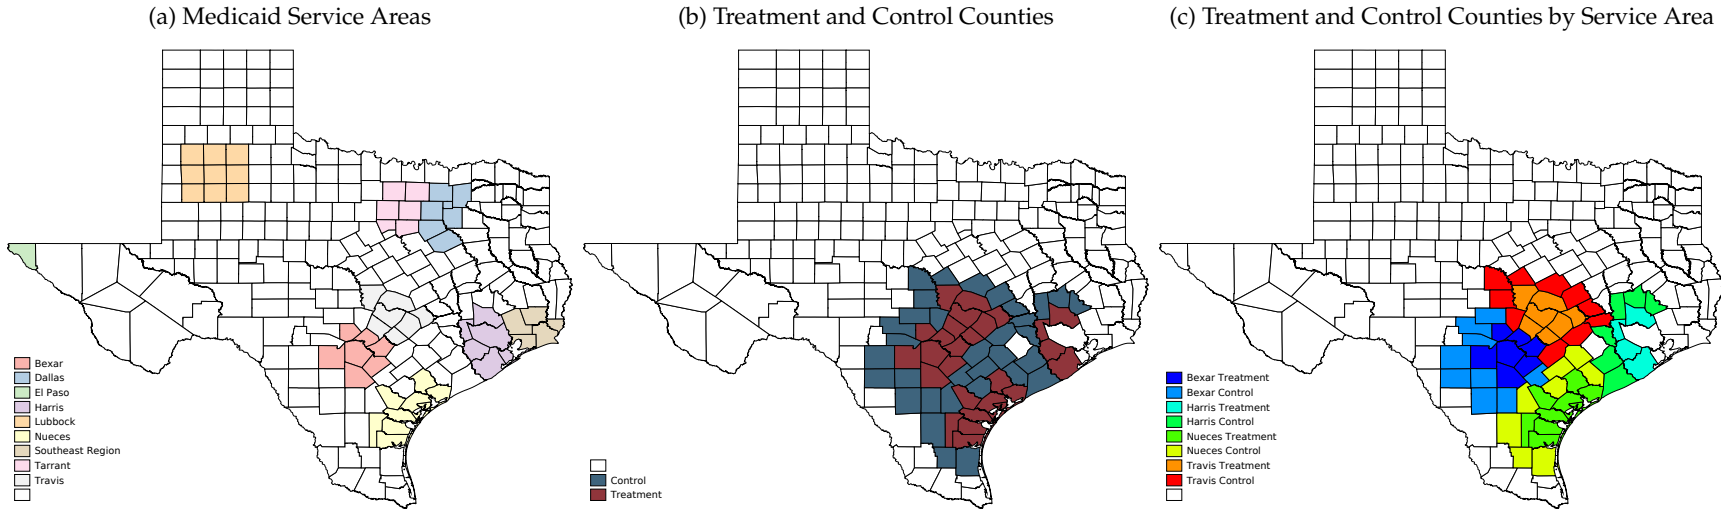 (a) Medicaid Service Areas
Bexar
Dallas
El Paso
Harris
Lubbock
Nueces
Southeast Region
Tarrant
Travis
(b) Treatment and Control Counties
Control
Treatment
(c) Treatment and Control Counties by Service Area
Bexar Treatment
Bexar Control
Harris Treatment
Harris Control
Nueces Treatment
Nueces Control
Travis Treatment
Travis Control